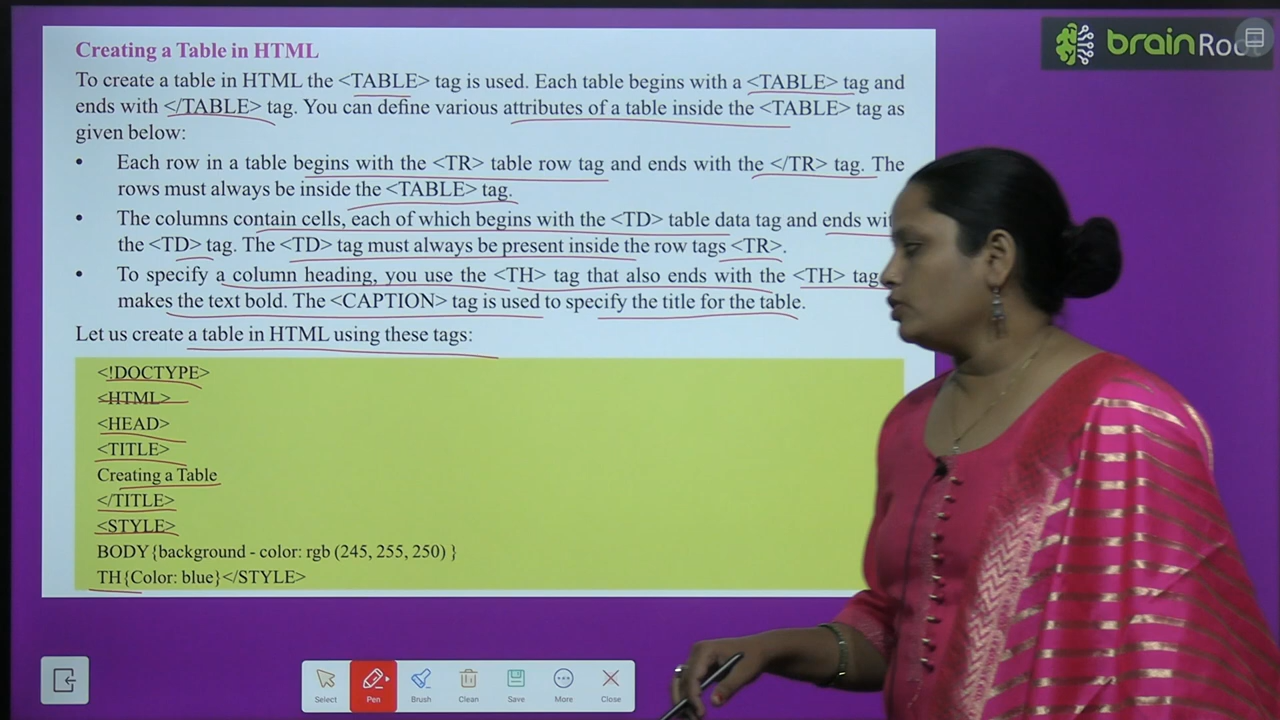 brainRoot
Creating a Table in HTML
To create a table in HTML the <TABLE> tag is used. Each table begins with a <TABLE> tag and
ends with </TABLE> tag. You can define various attributes of a table inside the <TABLE> tag as
given below:
• Each row in a table begins with the <TR> table row tag and ends with the </TR> tag. The
rows must always be inside the <TABLE> tag.
• The columns contain cells, each of which begins with the <TD> table data tag and ends
the <TD> tag. The <TD> tag must always be present inside the row tags <TR>.
• To specify a column heading, you use the <TH> tag that also ends with the <TH> tag
makes the text bold. The <CAPTION> tag is used to specify the title for the table.
Let us create a table in HTML using these tags:
<!DOCTYPE>
<HTML>
<HEAD>
<TITLE>
Creating a Table
</TITLE>
<STYLE>
BODY{background - color: rgb (245, 255, 250) }
TH{Color: blue}</STYLE>
Select Pen Brush Clean Save More Close